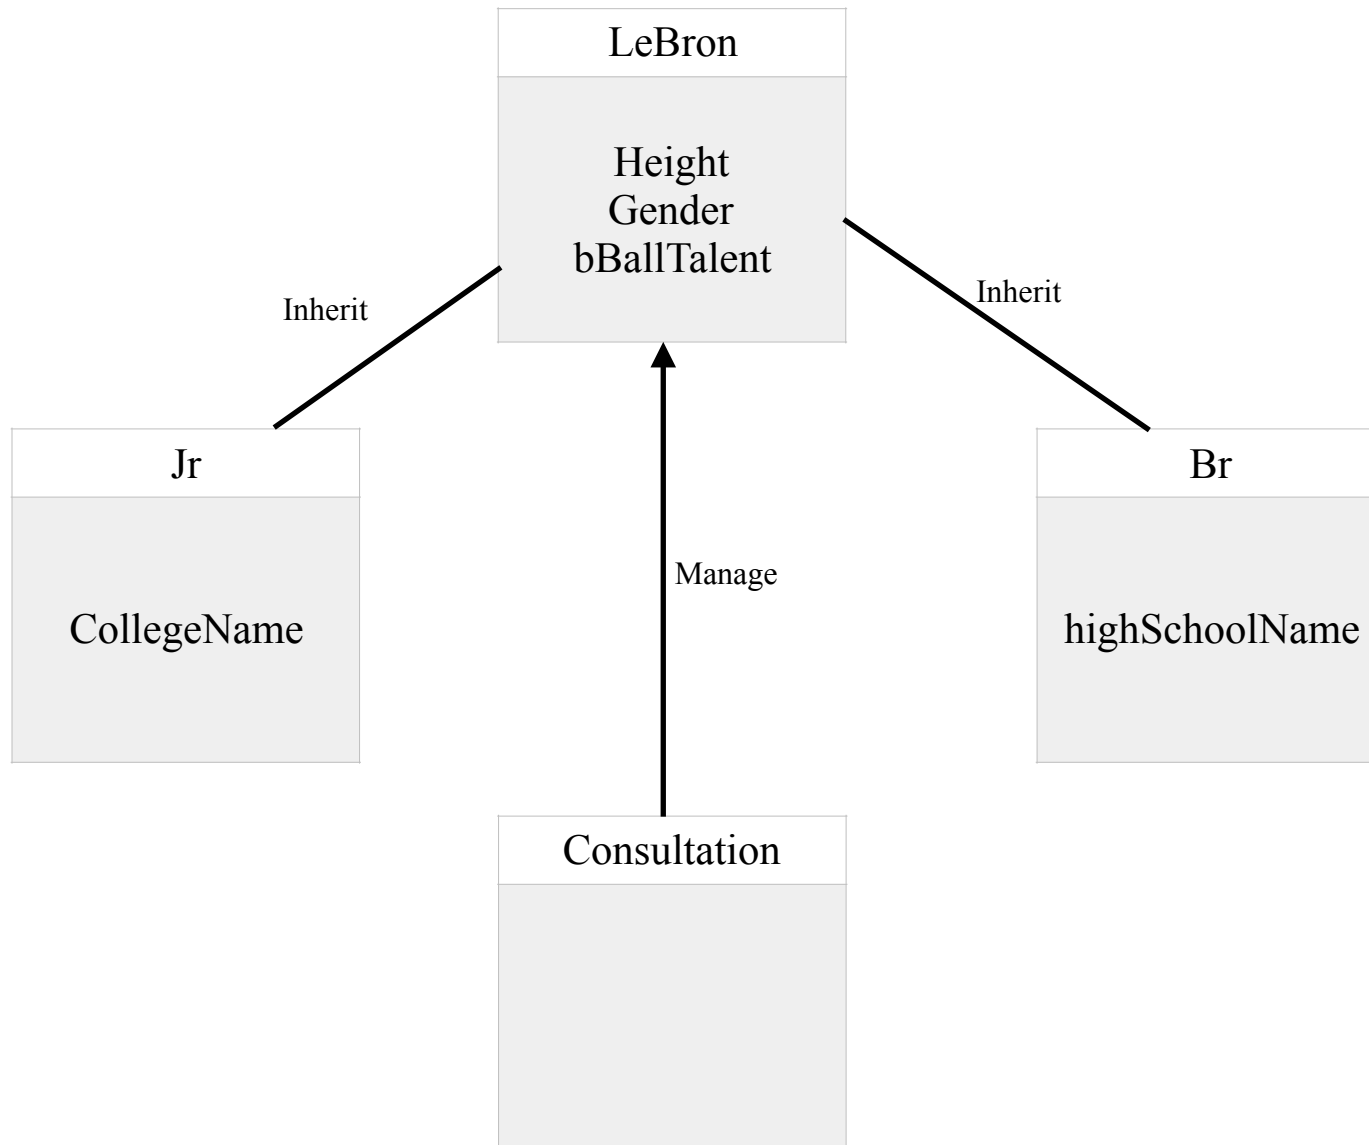 LeBron
Height
Gender
bBallTalent
Inherit
Inherit
Jr
CollegeName
Manage
Br
highSchoolName
Consultation